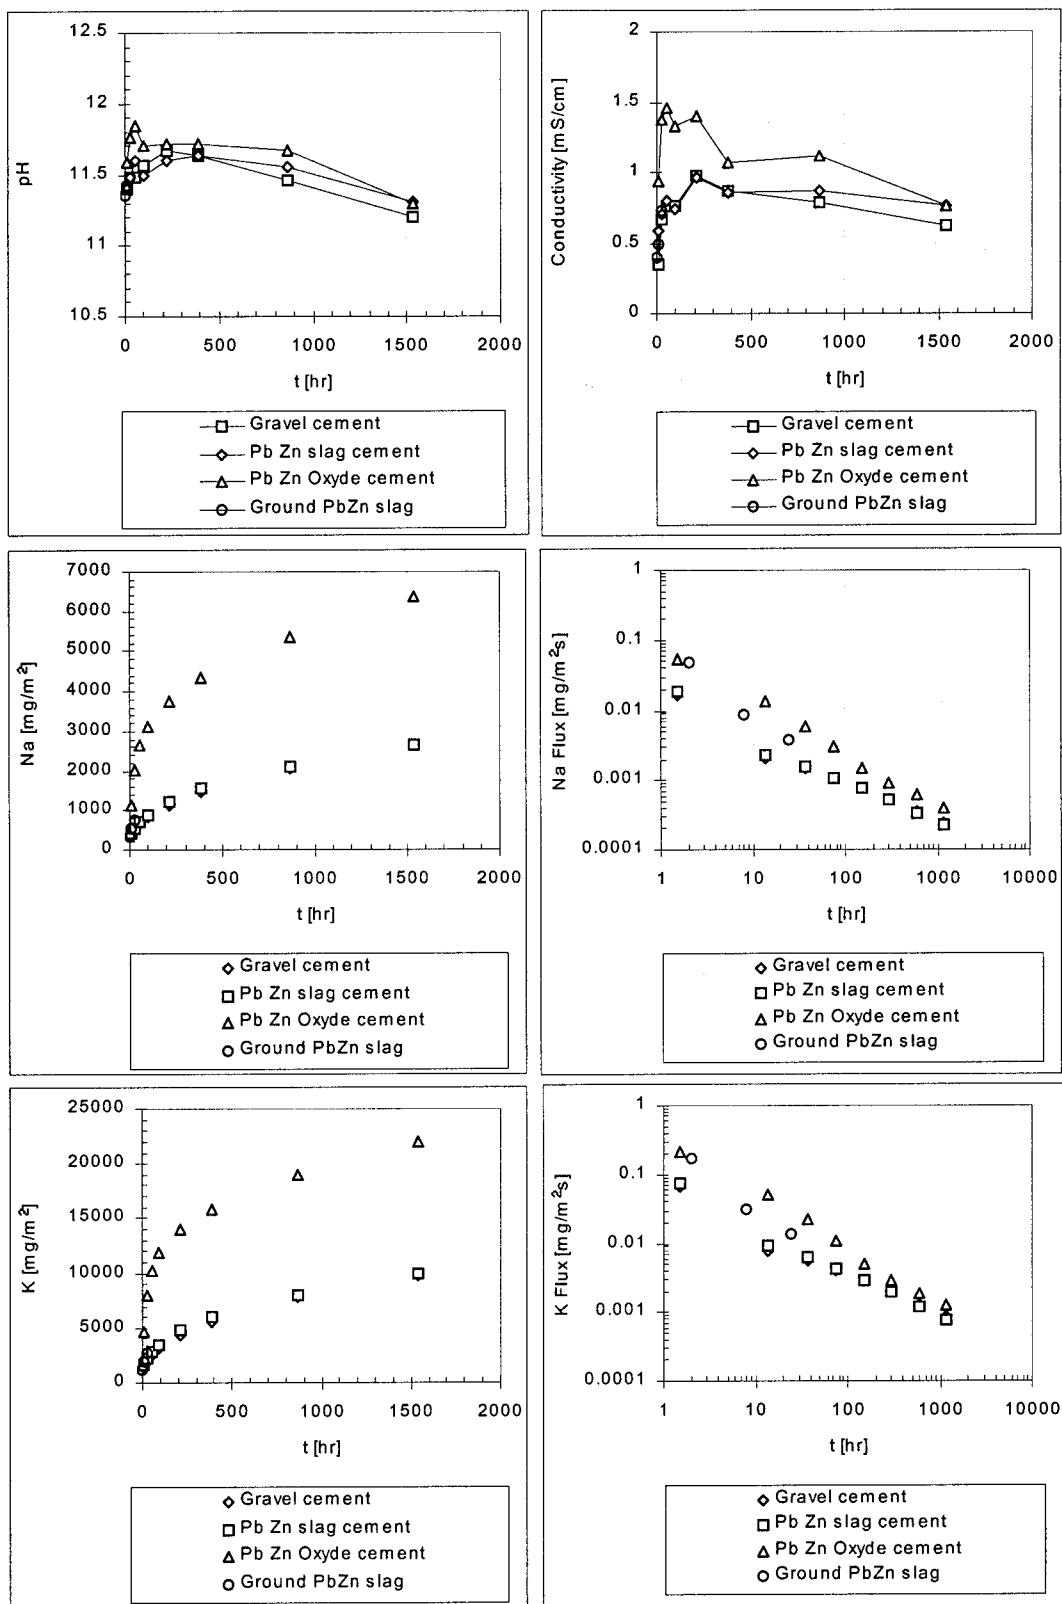 12.5
12
11.5
11
10.5
pH
0 500 1000 1500 2000
t [hr]
Gravel cement
Pb Zn slag cement
Pb Zn Oxyde cement
Ground PbZn slag
2
1.5
1
0.5
0
Conductivity [mS/cm]
0 500 1000 1500 2000
t [hr]
Gravel cement
Pb Zn slag cement
Pb Zn Oxyde cement
Ground PbZn slag
7000
6000
5000
4000
3000
2000
1000
0
Na [mg/m²]
0 500 1000 1500 2000
t [hr]
Gravel cement
Pb Zn slag cement
Pb Zn Oxyde cement
Ground PbZn slag
1
0.1
0.01
0.001
0.0001
Na Flux [mg/m²s]
1 10 100 1000 10000
t [hr]
Gravel cement
Pb Zn slag cement
Pb Zn Oxyde cement
Ground PbZn slag
25000
20000
15000
10000
5000
0
K [mg/m²]
0 500 1000 1500 2000
t [hr]
Gravel cement
Pb Zn slag cement
Pb Zn Oxyde cement
Ground PbZn slag
1
0.1
0.01
0.001
0.0001
K Flux [mg/m²s]
1 10 100 1000 10000
t [hr]
Gravel cement
Pb Zn slag cement
Pb Zn Oxyde cement
Ground PbZn slag